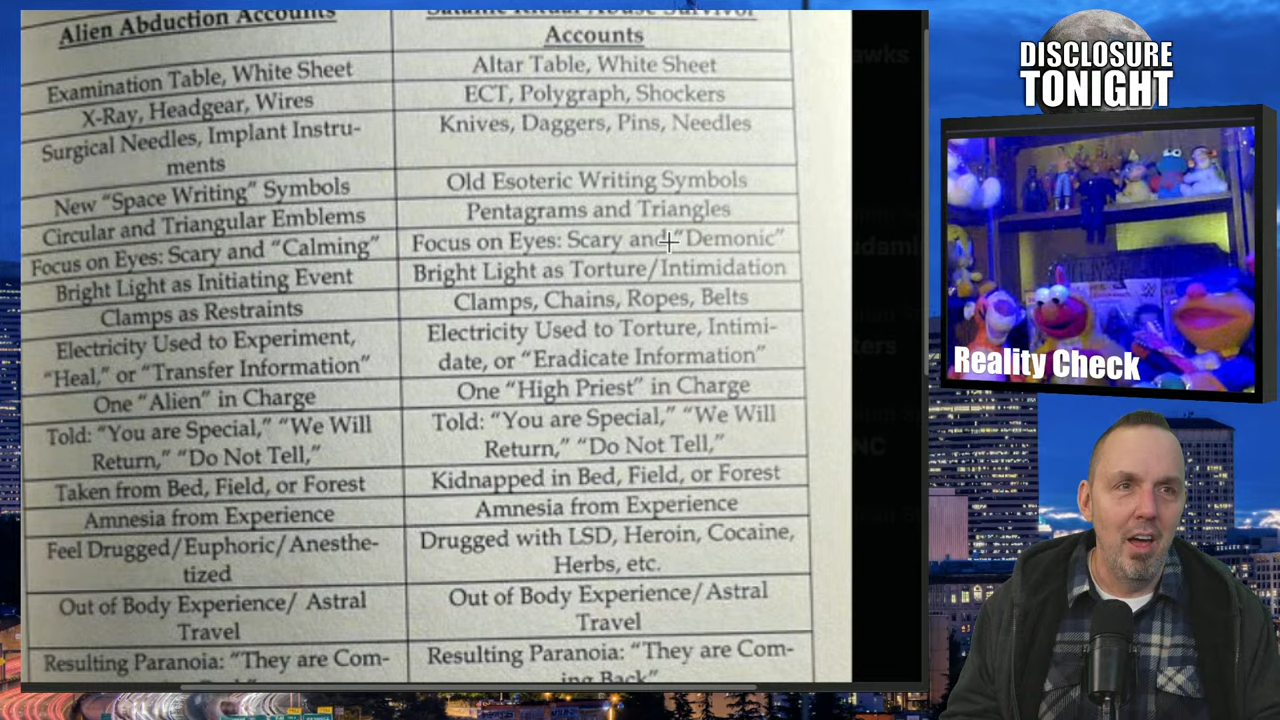 Alien Abduction Accounts
Satanic Ritual Abuse Survivor
Accounts
Examination Table, White Sheet
Altar Table, White Sheet
X-Ray, Headgear, Wires
ECT, Polygraph, Shockers
Surgical Needles, Implant Instru-
ments
Knives, Daggers, Pins, Needles
New “Space Writing” Symbols
Old Esoteric Writing Symbols
Circular and Triangular Emblems
Pentagrams and Triangles
Focus on Eyes: Scary and “Calming”
Focus on Eyes: Scary and “Demonic”
Bright Light as Initiating Event
Bright Light as Torture/Intimidation
Clamps as Restraints
Clamps, Chains, Ropes, Belts
Electricity Used to Experiment,
“Heal,” or “Transfer Information”
Electricity Used to Torture, Intimi-
date, or “Eradicate Information”
One “Alien” in Charge
One “High Priest” in Charge
Told: “You are Special,” “We Will
Return,” “Do Not Tell,”
Told: “You are Special,” “We Will
Return,” “Do Not Tell,”
Taken from Bed, Field, or Forest
Kidnapped in Bed, Field, or Forest
Amnesia from Experience
Amnesia from Experience
Feel Drugged/Euphoric/Anesthe-
tized
Drugged with LSD, Heroin, Cocaine,
Herbs, etc.
Out of Body Experience/ Astral
Travel
Out of Body Experience/Astral
Travel
Resulting Paranoia: “They are Com-
Resulting Paranoia: “They are Com-
ing Back”
DISCLOSURE
TONIGHT
Reality Check